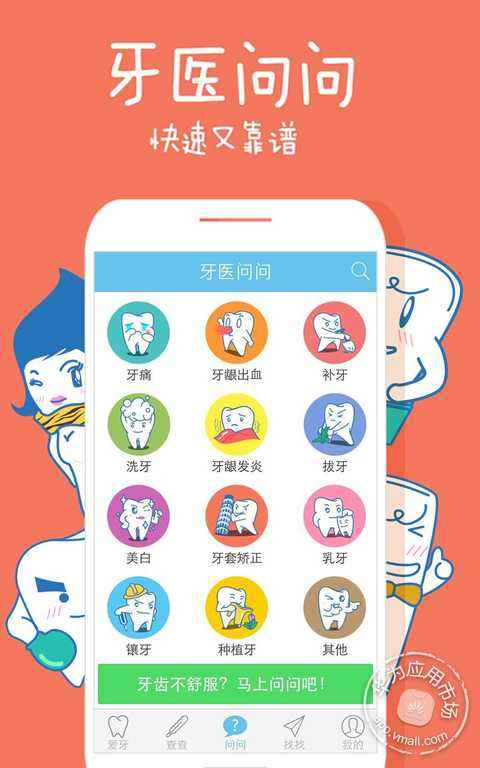 牙医问问
快速又靠谱
牙医问问
牙痛 牙龈出血 补牙
洗牙 牙龈发炎 拔牙
美白 牙套矫正 乳牙
镶牙 种植牙 其他
牙齿不舒服？马上问问吧！
爱牙 查查 问问 找找 我的
华为应用市场
app.vmall.com